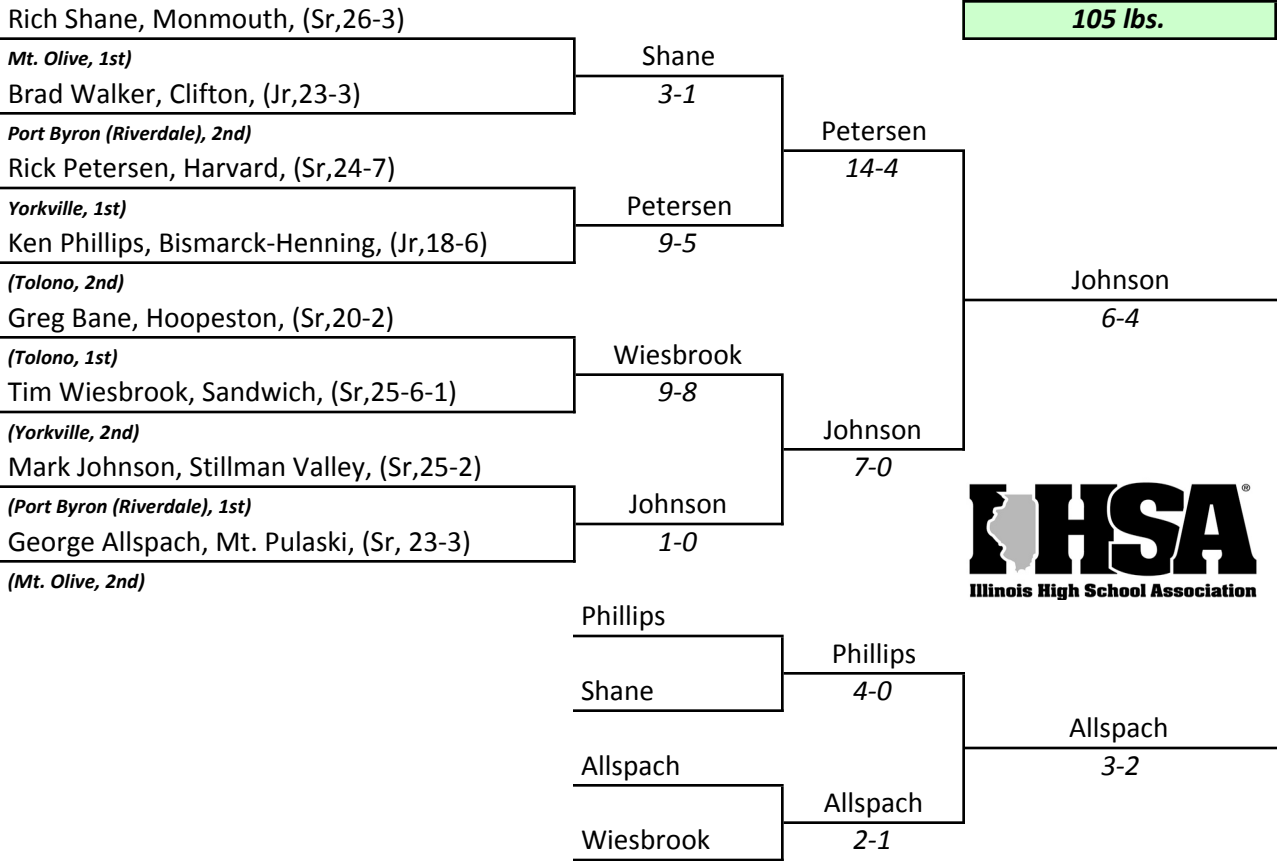 Rich Shane, Monmouth, (Sr,26-3)
105 lbs.
Mt. Olive, 1st)
Shane
Brad Walker, Clifton, (Jr,23-3)
3-1
Port Byron (Riverdale), 2nd)
Petersen
Rick Petersen, Harvard, (Sr,24-7)
14-4
Yorkville, 1st)
Petersen
Ken Phillips, Bismarck-Henning, (Jr,18-6)
9-5
(Tolono, 2nd)
Johnson
Greg Bane, Hoopeston, (Sr,20-2)
6-4
(Tolono, 1st)
Wiesbrook
Tim Wiesbrook, Sandwich, (Sr,25-6-1)
9-8
(Yorkville, 2nd)
Johnson
Mark Johnson, Stillman Valley, (Sr,25-2)
7-0
(Port Byron (Riverdale), 1st)
Johnson
George Allspach, Mt. Pulaski, (Sr, 23-3)
1-0
(Mt. Olive, 2nd)
IHSA®
Illinois High School Association
Phillips
Phillips
Shane
4-0
Allspach
3-2
Allspach
Allspach
Wiesbrook
2-1